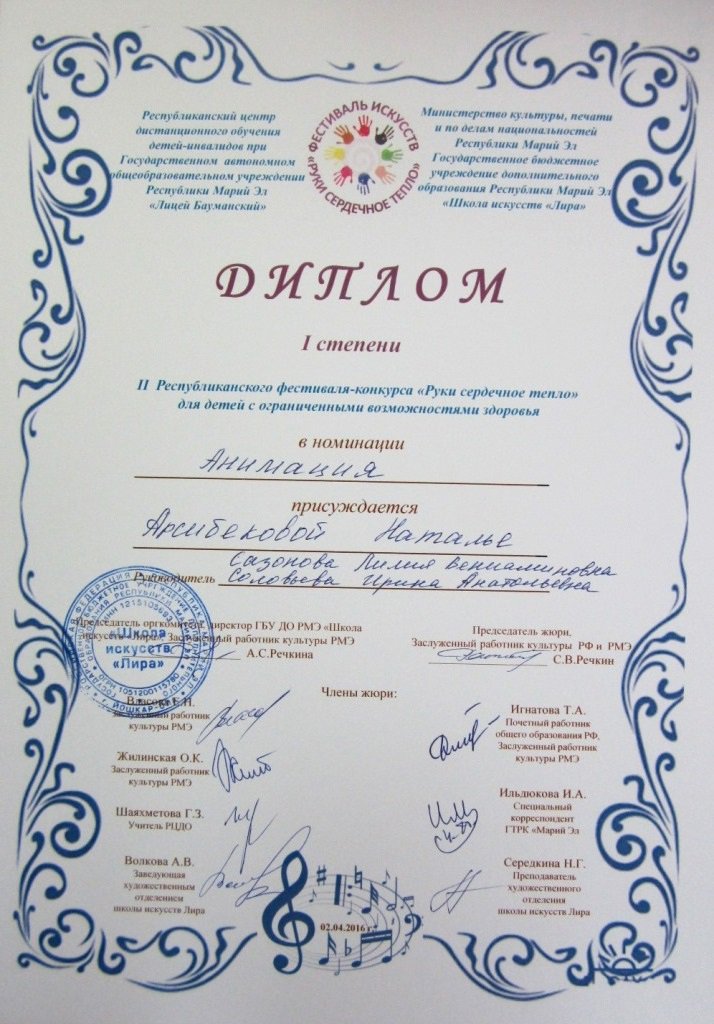 Республиканский центр
дистанционного обучения
детей-инвалидов при
Государственном автономном
общеобразовательном учреждении
Республики Марий Эл
«Лицей Бауманский»
ФЕСТИВАЛЬ ИСКУССТВ
«РУКИ СЕРДЕЧНОЕ ТЕПЛО»
Министерство культуры, печати
и по делам национальностей
Республики Марий Эл
Государственное бюджетное
учреждение дополнительного
образования Республики Марий Эл
«Школа искусств «Лира»
ДИПЛОМ
I степени
II Республиканского фестиваля-конкурса «Руки сердечное тепло»
для детей с ограниченными возможностями здоровья
в номинации
Анимация
присуждается
Наталье
Сазонова Лилия Вениаминовна
Руководитель Соловьева Ирина Анатольевна
Председатель оргкомитета, директор ГБУ ДО РМЭ «Школа
искусств «Лира», Заслуженный работник культуры РМЭ
А.С.Речкина
Председатель жюри.
Заслуженный работник культуры РФ и РМЭ
С.В.Речкин
«Школа
искусств
«Лира»
ЙОШКАР-ОЛА
Члены жюри:
Заслуженный работник
культуры РМЭ
Жилинская О.К.
Заслуженный работник
культуры РМЭ
Шаяхметова Г.З.
Учитель РЦДО
Волкова А.В.
Заведующая
художественным
отделением
школы искусств Лира
Игнатова Т.А.
Почетный работник
общего образования РФ,
Заслуженный работник
культуры РМЭ
Ильдюкова И.А.
Специальный
корреспондент
ГТРК «Марий Эл
Середкина Н.Г.
Преподаватель
художественного
отделения
школы искусств Лира
02.04.2016 г.